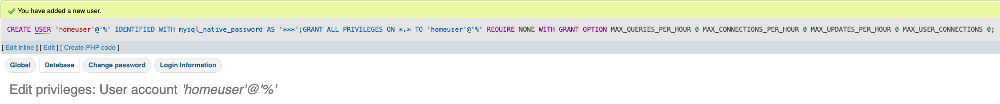 You have added a new user.
CREATE USER 'homeuser'@'%' IDENTIFIED WITH mysql_native_password AS '***';GRANT ALL PRIVILEGES ON *.* TO 'homeuser'@'%' REQUIRE NONE WITH GRANT OPTION MAX_QUERIES_PER_HOUR 0 MAX_CONNECTIONS_PER_HOUR 0 MAX_UPDATES_PER_HOUR 0 MAX_USER_CONNECTIONS 0;
[ Edit inline ] [ Edit ] [ Create PHP code ]
Global Database Change password Login Information
Edit privileges: User account 'homeuser'@'%'